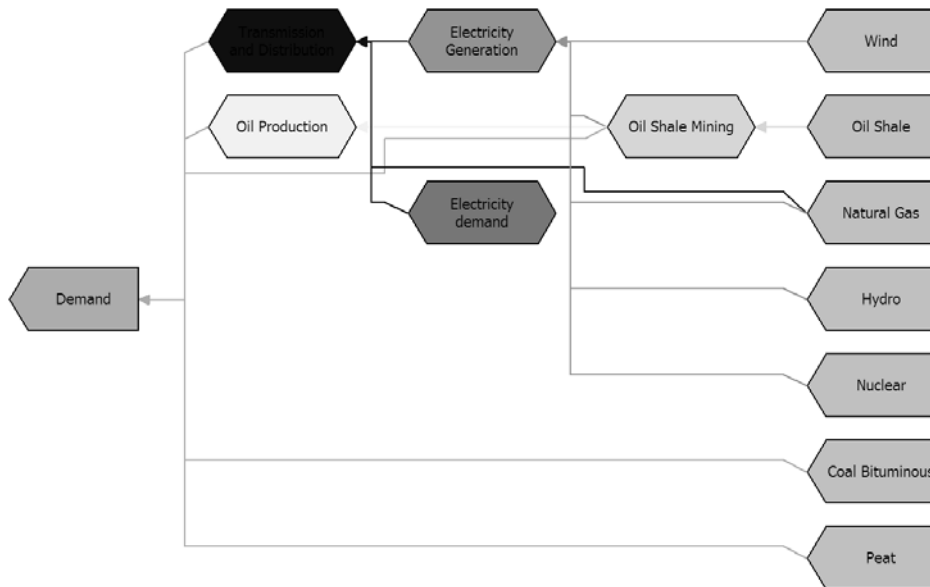 Transmission
and Distribution
Electricity
Generation
Wind
Oil Production
Oil Shale Mining
Oil Shale
Electricity
demand
Natural Gas
Demand
Hydro
Nuclear
Coal Bituminous
Peat